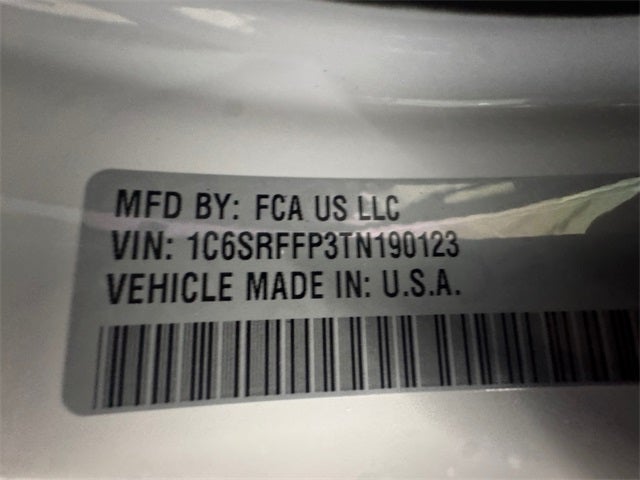 MFD BY: FCA US LLC
VIN: 1C6SRFFP3TN190123
VEHICLE MADE IN: U.S.A.